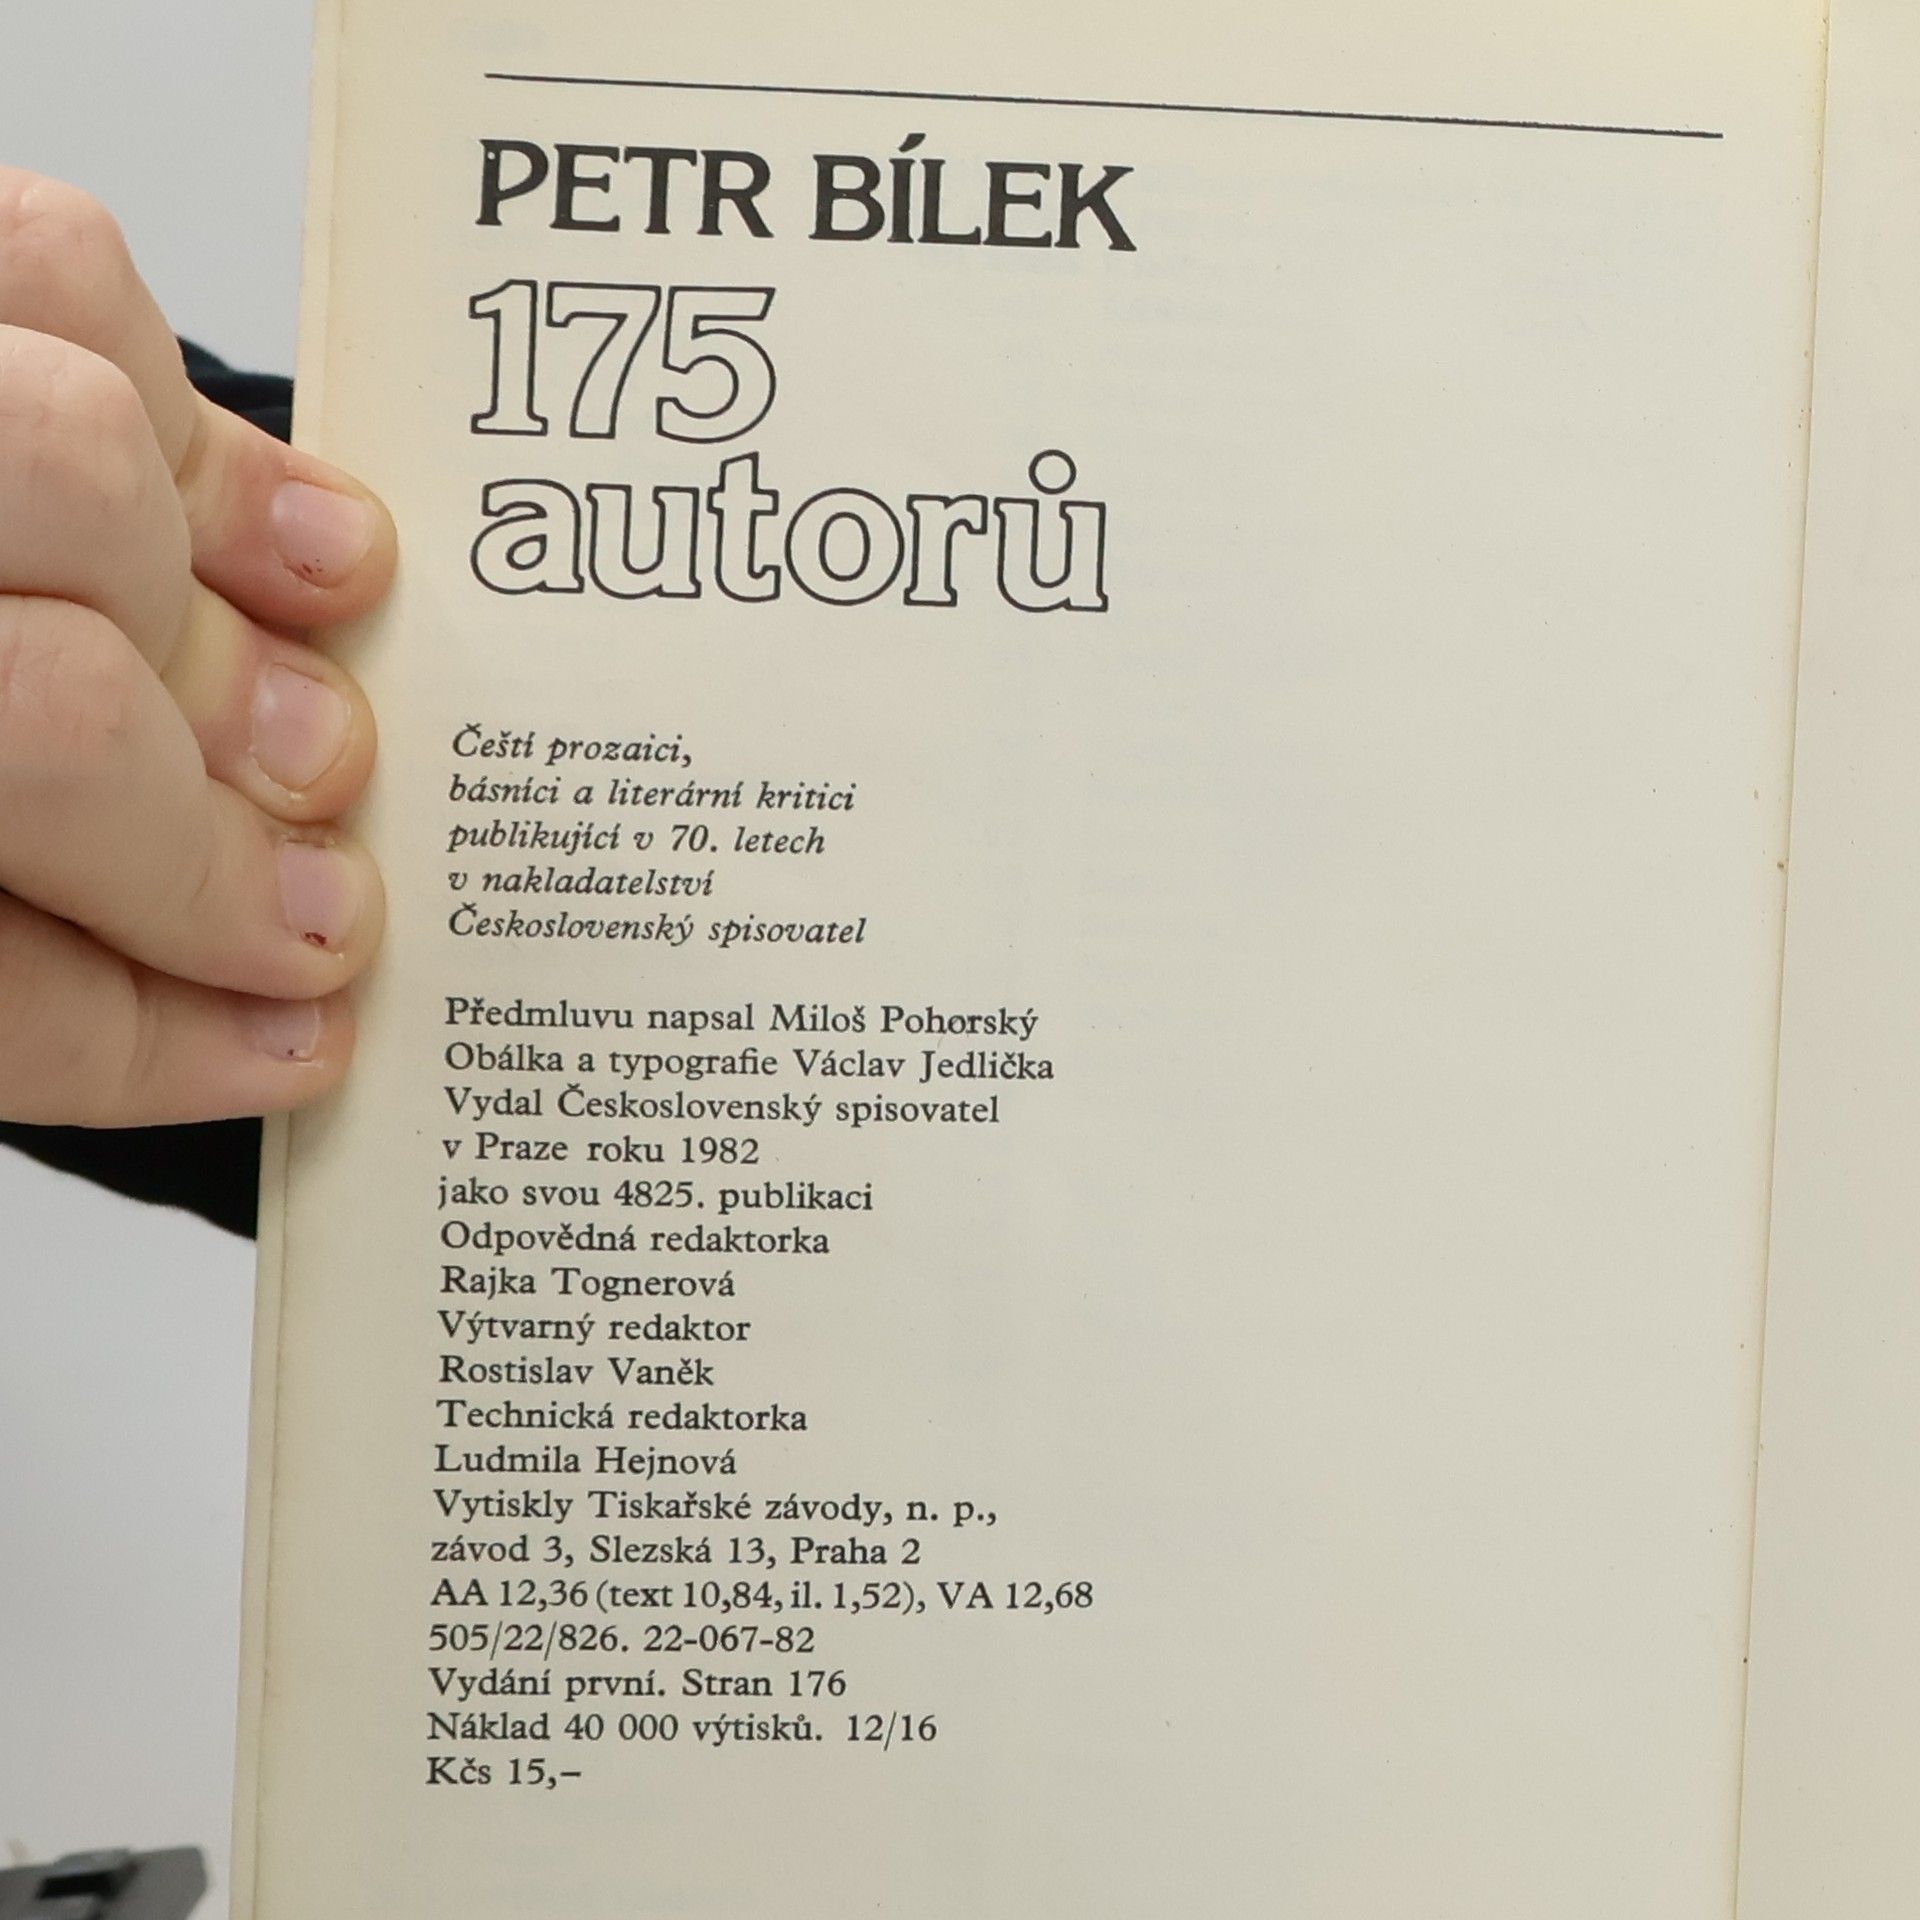 PETR BÍLEK
175
autorů
Čeští prozaici,
básníci a literární kritici
publikující v 70. letech
v nakladatelství
Československý spisovatel
Předmluvu napsal Miloš Pohorský
Obálka a typografie Václav Jedlička
Vydal Československý spisovatel
v Praze roku 1982
jako svou 4825. publikaci
Odpovědná redaktorka
Rajka Tognerová
Výtvarný redaktor
Rostislav Vaněk
Technická redaktorka
Ludmila Hejnová
Vytiskly Tiskařské závody, n. p.,
závod 3, Slezská 13, Praha 2
AA 12,36 (text 10,84, il. 1,52), VA 12,68
505/22/826. 22-067-82
Vydání první. Stran 176
Náklad 40 000 výtisků. 12/16
Kčs 15,–